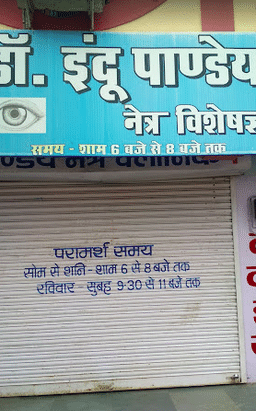 डॉ. इंदू पाण्डेय
नेत्र विशेषज्ञ
समय - शाम 6 बजे से 8 बजे तक
परामर्श समय
सोम से शनि - शाम 6 से 8 बजे तक
रविवार - सुबह 9:30 से 11 बजे तक